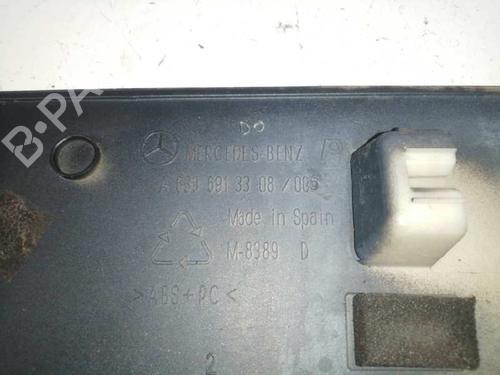 DO
MERCEDES-BENZ
A 639 691 33 08 / 005
Made in Spain
M-8389 D
>ABS+PC<
2
B-PA